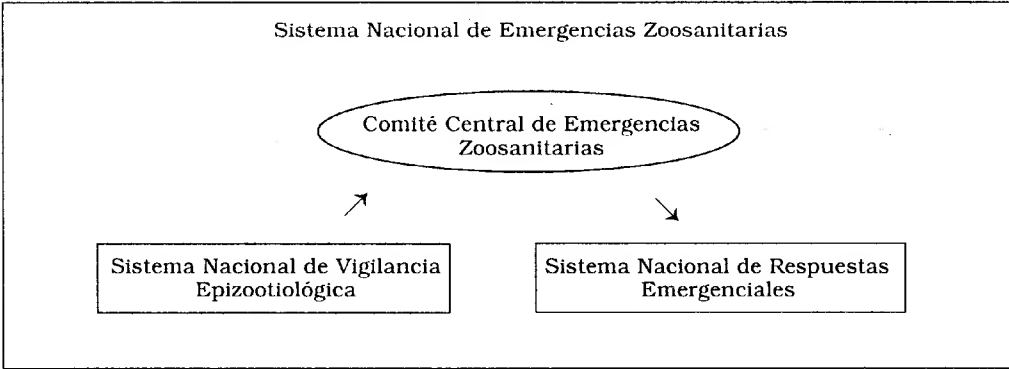 Sistema Nacional de Emergencias Zoosanitarias
Comité Central de Emergencias
Zoosanitarias
Sistema Nacional de Vigilancia
Epizootiológica
Sistema Nacional de Respuestas
Emergenciales